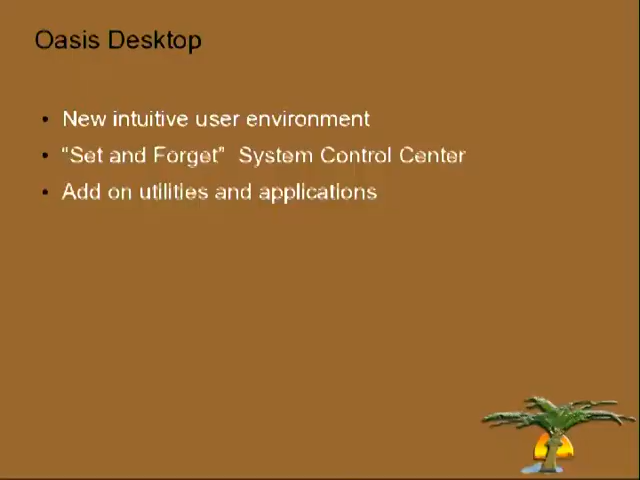 Oasis Desktop
• New intuitive user environment
• “Set and Forget” System Control Center
• Add on utilities and applications